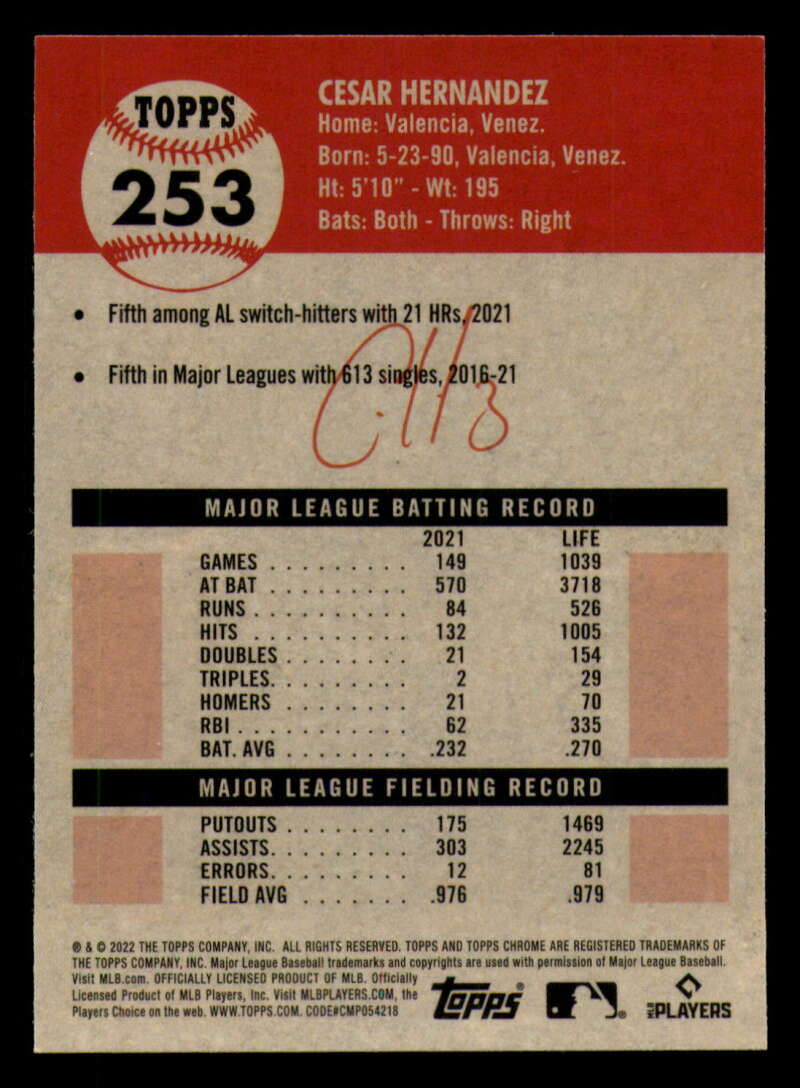 TOPPS
253
CESAR HERNANDEZ
Home: Valencia, Venez.
Born: 5-23-90, Valencia, Venez.
Ht: 5'10" - Wt: 195
Bats: Both - Throws: Right
• Fifth among AL switch-hitters with 21 HRs, 2021
• Fifth in Major Leagues with 613 singles, 2016-21
MAJOR LEAGUE BATTING RECORD
2021 LIFE
GAMES . . . . . . . . . 149 1039
AT BAT . . . . . . . . . 570 3718
RUNS . . . . . . . . . . 84 526
HITS . . . . . . . . . . 132 1005
DOUBLES . . . . . . . . 21 154
TRIPLES. . . . . . . . . 2 29
HOMERS . . . . . . . . 21 70
RBI . . . . . . . . . . . 62 335
BAT. AVG . . . . . . . . .232 .270
MAJOR LEAGUE FIELDING RECORD
PUTOUTS . . . . . . . . 175 1469
ASSISTS. . . . . . . . . 303 2245
ERRORS. . . . . . . . . 12 81
FIELD AVG . . . . . . . .976 .979
® & © 2022 THE TOPPS COMPANY, INC. ALL RIGHTS RESERVED. TOPPS AND TOPPS CHROME ARE REGISTERED TRADEMARKS OF
THE TOPPS COMPANY, INC. Major League Baseball trademarks and copyrights are used with permission of Major League Baseball.
Visit MLB.com. OFFICIALLY LICENSED PRODUCT OF MLB. Officially
Licensed Product of MLB Players, Inc. Visit MLBPLAYERS.COM, the
Players Choice on the web. WWW.TOPPS.COM. CODE#CMP054218
Topps®
MLB PLAYERS